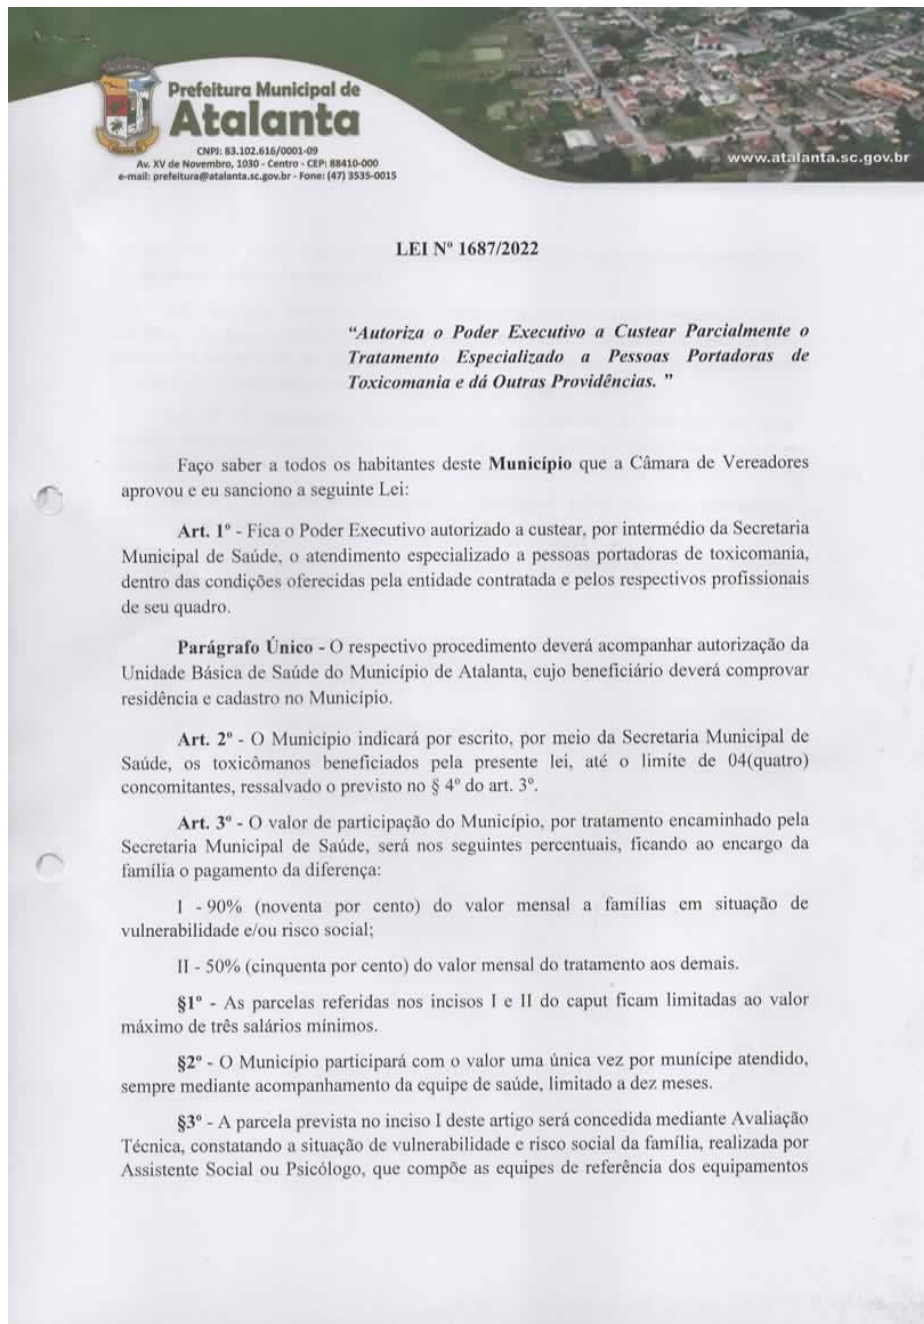 Prefeitura Municipal de
Atalanta
CNPJ: 83.102.616/0001-09
Av. XV de Novembro, 1030 - Centro - CEP: 88410-000
e-mail: prefeitura@atalanta.sc.gov.br - Fone: (47) 3535-0015
www.atalanta.sc.gov.br
LEI Nº 1687/2022
“Autoriza o Poder Executivo a Custear Parcialmente o
Tratamento Especializado a Pessoas Portadoras de
Toxicomania e dá Outras Providências. ”
Faço saber a todos os habitantes deste Município que a Câmara de Vereadores
aprovou e eu sanciono a seguinte Lei:
Art. 1º - Fica o Poder Executivo autorizado a custear, por intermédio da Secretaria
Municipal de Saúde, o atendimento especializado a pessoas portadoras de toxicomania,
dentro das condições oferecidas pela entidade contratada e pelos respectivos profissionais
de seu quadro.
Parágrafo Único - O respectivo procedimento deverá acompanhar autorização da
Unidade Básica de Saúde do Município de Atalanta, cujo beneficiário deverá comprovar
residência e cadastro no Município.
Art. 2º - O Município indicará por escrito, por meio da Secretaria Municipal de
Saúde, os toxicômanos beneficiados pela presente lei, até o limite de 04(quatro)
concomitantes, ressalvado o previsto no § 4º do art. 3º.
Art. 3º - O valor de participação do Município, por tratamento encaminhado pela
Secretaria Municipal de Saúde, será nos seguintes percentuais, ficando ao encargo da
família o pagamento da diferença:
I - 90% (noventa por cento) do valor mensal a famílias em situação de
vulnerabilidade e/ou risco social;
II - 50% (cinquenta por cento) do valor mensal do tratamento aos demais.
§1º - As parcelas referidas nos incisos I e II do caput ficam limitadas ao valor
máximo de três salários mínimos.
§2º - O Município participará com o valor uma única vez por munícipe atendido,
sempre mediante acompanhamento da equipe de saúde, limitado a dez meses.
§3º - A parcela prevista no inciso I deste artigo será concedida mediante Avaliação
Técnica, constatando a situação de vulnerabilidade e risco social da família, realizada por
Assistente Social ou Psicólogo, que compõe as equipes de referência dos equipamentos